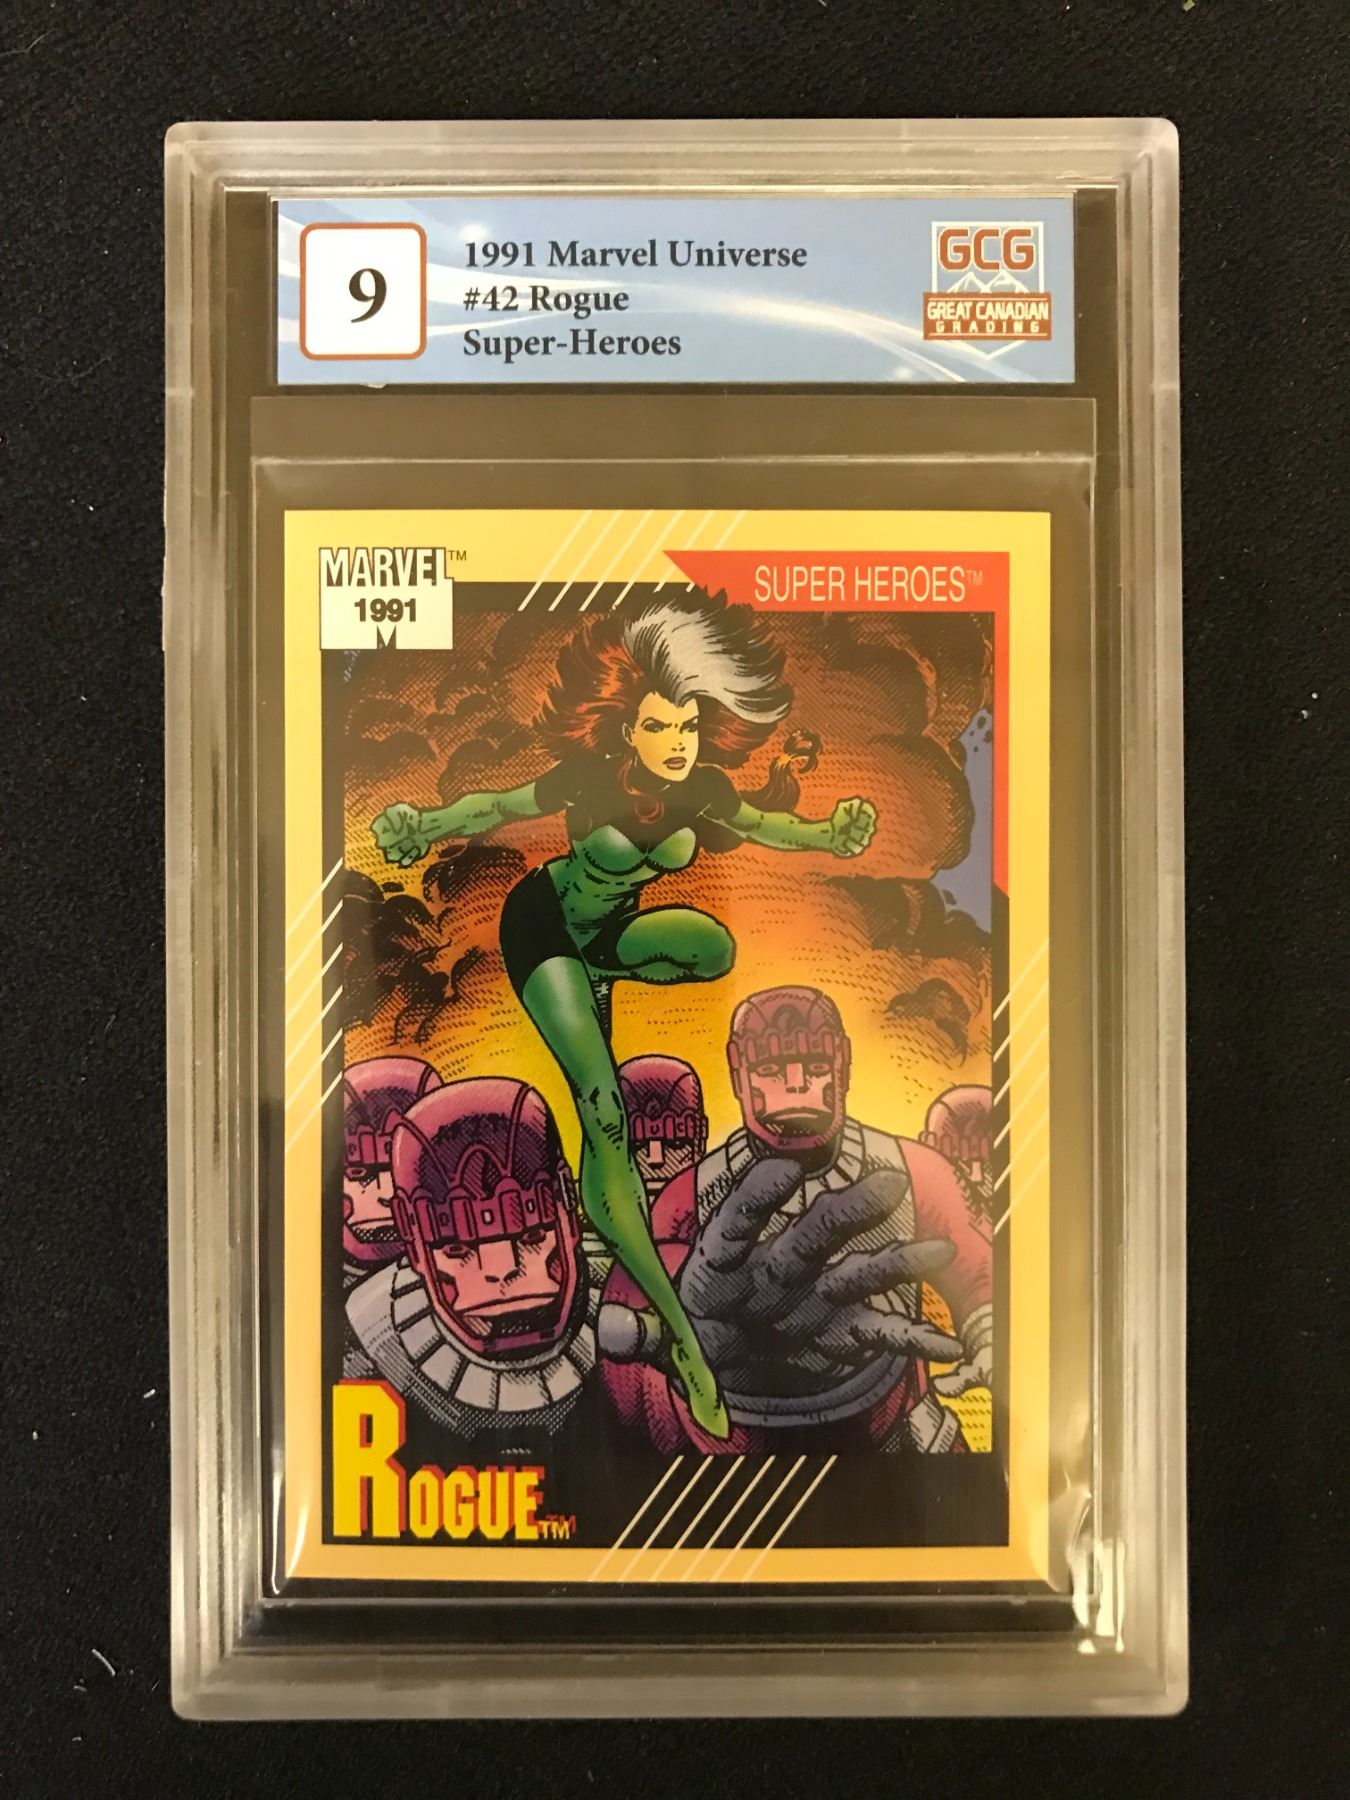 9
1991 Marvel Universe
#42 Rogue
Super-Heroes
GCG
GREAT CANADIAN
GRADING
MARVEL™
1991
SUPER HEROES™
ROGUE™